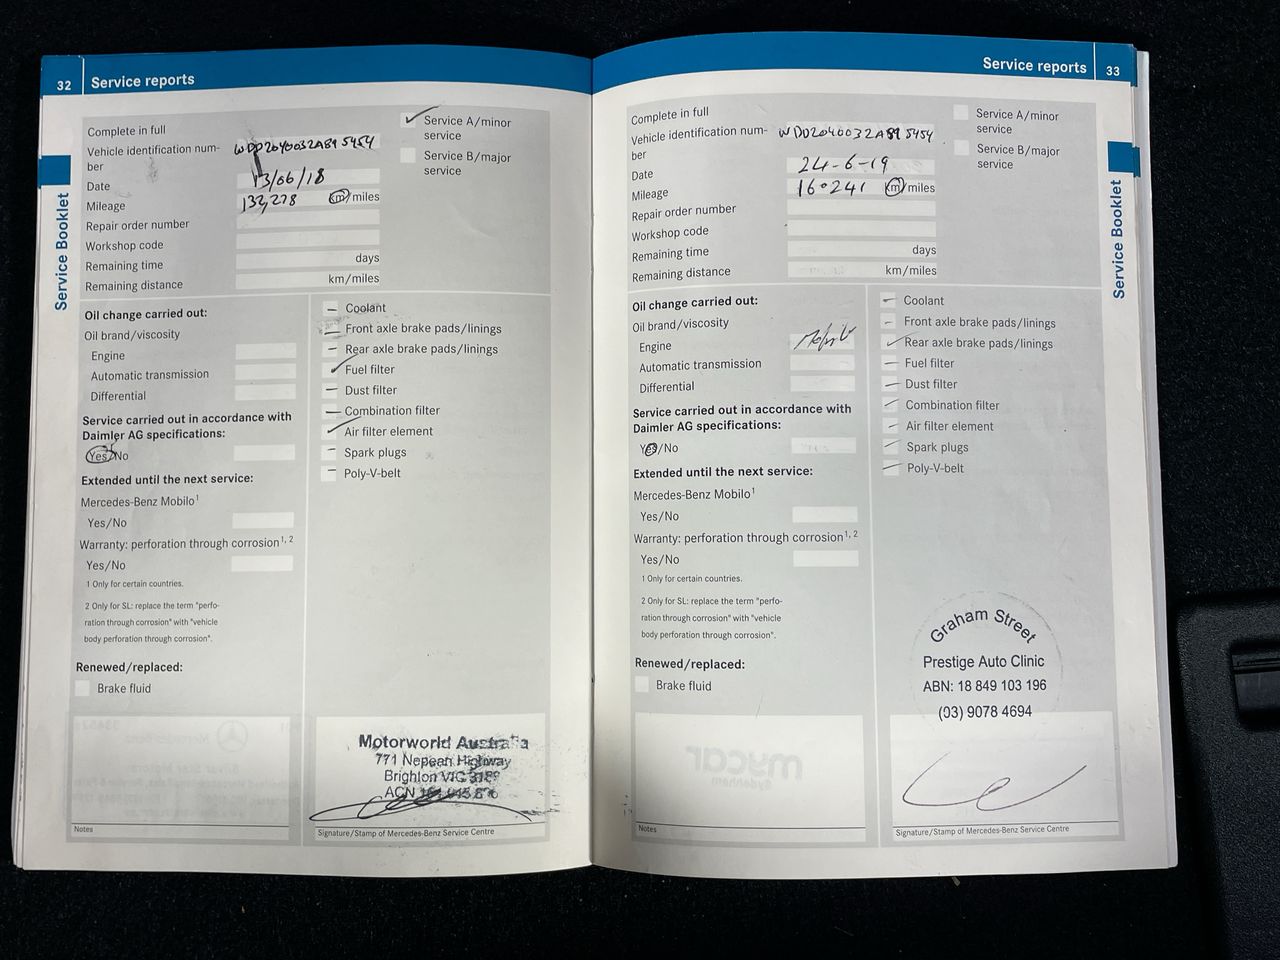 32 Service reports
Complete in full
Vehicle identification num-
ber
WDD2040032A895454
Date
13/06/18
Mileage
132,278 km/miles
Repair order number
Workshop code
Remaining time
days
Remaining distance
km/miles
Service A/minor
service
Service B/major
service
Service Booklet
Oil change carried out:
Oil brand/viscosity
Engine
Automatic transmission
Differential
Service carried out in accordance with
Daimler AG specifications:
Yes/No
Extended until the next service:
Mercedes-Benz Mobilo1
Yes/No
Warranty: perforation through corrosion1, 2
Yes/No
1 Only for certain countries.
2 Only for SL: replace the term "perfo-
ration through corrosion" with "vehicle
body perforation through corrosion".
Renewed/replaced:
Brake fluid
Coolant
Front axle brake pads/linings
Rear axle brake pads/linings
Fuel filter
Dust filter
Combination filter
Air filter element
Spark plugs
Poly-V-belt
Notes
Motorworld Australia
771 Nepean Highway
Brighton VIC 3186
ACN
Signature/Stamp of Mercedes-Benz Service Centre
Service reports 33
Complete in full
Vehicle identification num-
ber
WDD2040032A895454
Date
24-6-19
Mileage
160241 km/miles
Repair order number
Workshop code
Remaining time
days
Remaining distance
km/miles
Service A/minor
service
Service B/major
service
Service Booklet
Oil change carried out:
Oil brand/viscosity
Engine
Automatic transmission
Differential
Service carried out in accordance with
Daimler AG specifications:
Yes/No
Extended until the next service:
Mercedes-Benz Mobilo1
Yes/No
Warranty: perforation through corrosion1, 2
Yes/No
1 Only for certain countries.
2 Only for SL: replace the term "perfo-
ration through corrosion" with "vehicle
body perforation through corrosion".
Renewed/replaced:
Brake fluid
Coolant
Front axle brake pads/linings
Rear axle brake pads/linings
Fuel filter
Dust filter
Combination filter
Air filter element
Spark plugs
Poly-V-belt
Graham Street
Prestige Auto Clinic
ABN: 18 849 103 196
(03) 9078 4694
mycar
Sydenham
Notes
Signature/Stamp of Mercedes-Benz Service Centre